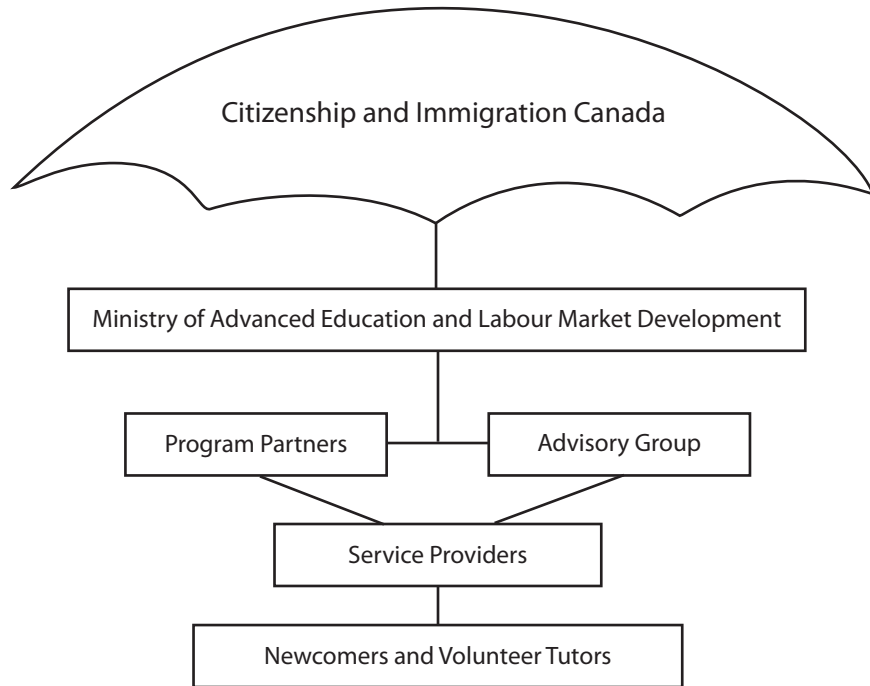 Citizenship and Immigration Canada
Ministry of Advanced Education and Labour Market Development
Program Partners
Advisory Group
Service Providers
Newcomers and Volunteer Tutors